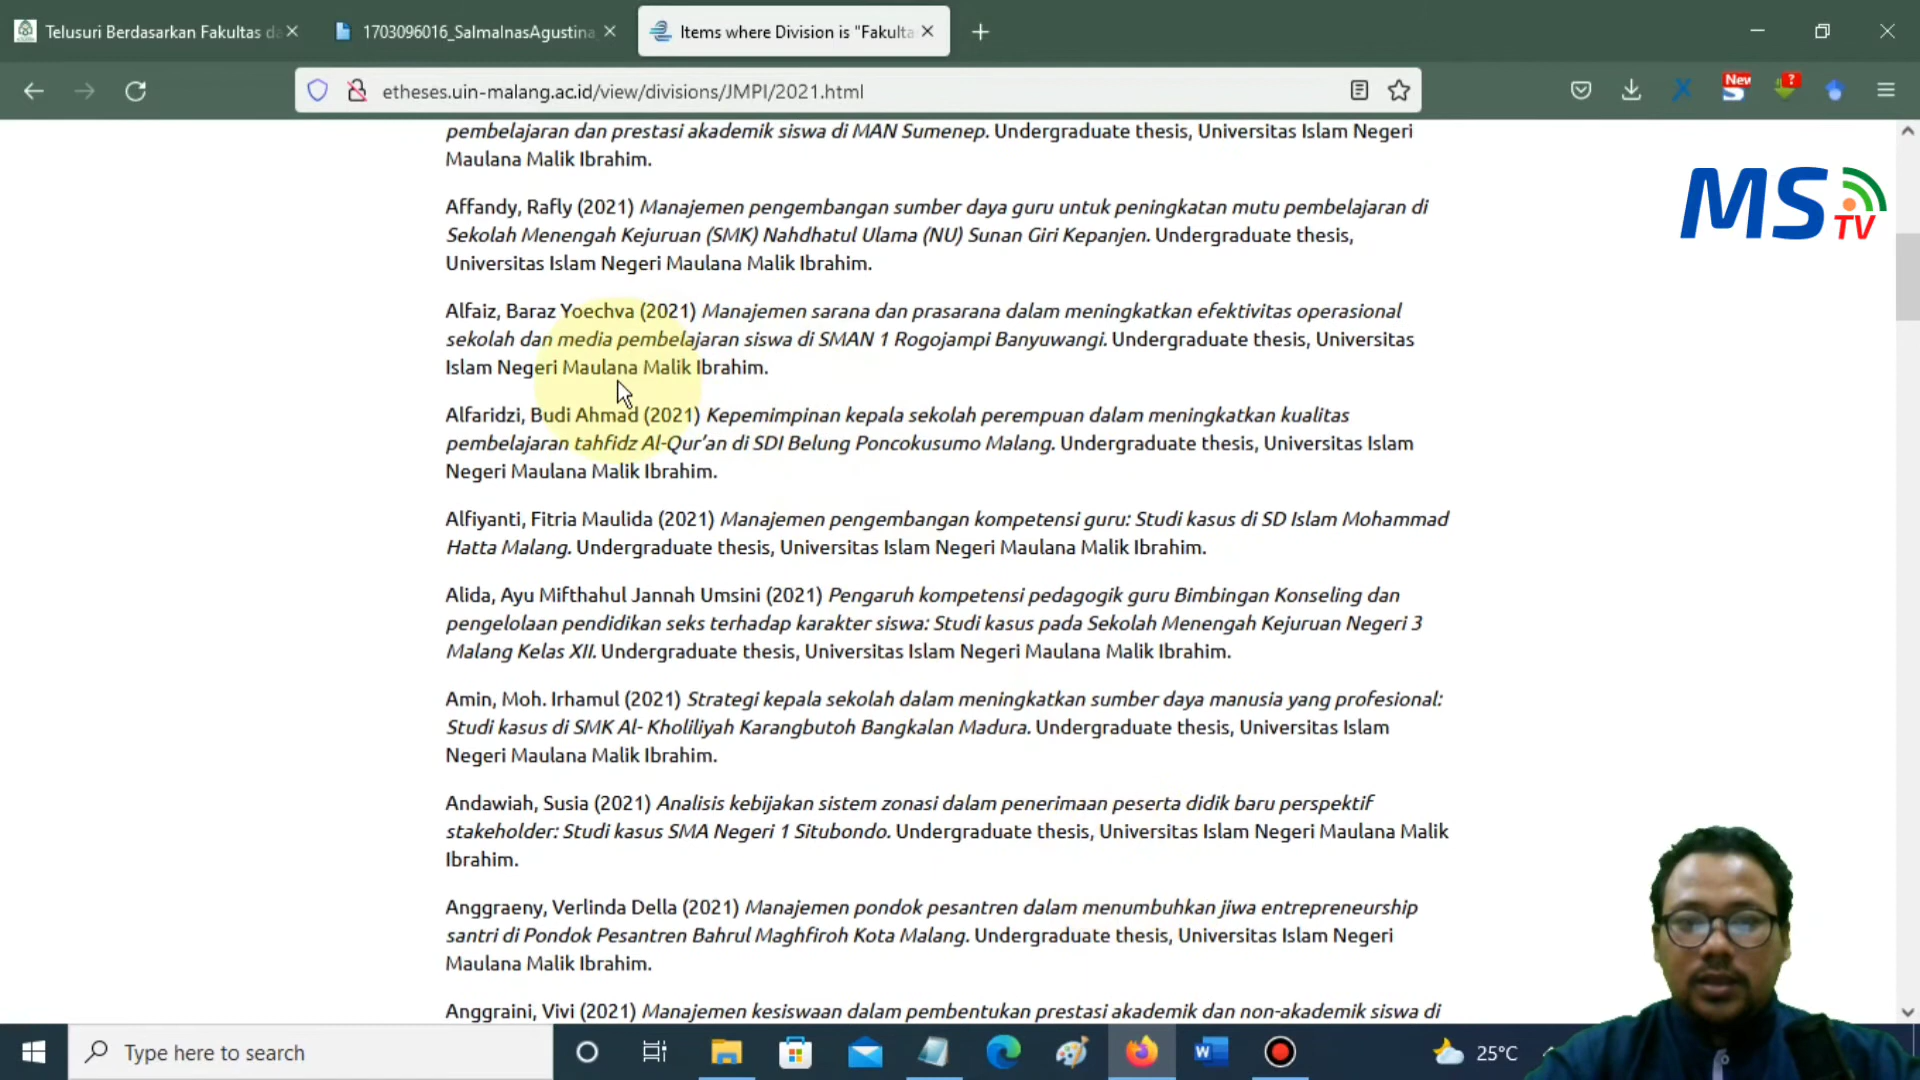 Telusuri Berdasarkan Fakultas da
1703096016_SalmaInasAgustina
Items where Division is "Fakulta
etheses.uin-malang.ac.id/view/divisions/JMPI/2021.html
New
?
pembelajaran dan prestasi akademik siswa di MAN Sumenep. Undergraduate thesis, Universitas Islam Negeri
Maulana Malik Ibrahim.
MS
TV
Affandy, Rafly (2021) Manajemen pengembangan sumber daya guru untuk peningkatan mutu pembelajaran di
Sekolah Menengah Kejuruan (SMK) Nahdhatul Ulama (NU) Sunan Giri Kepanjen. Undergraduate thesis,
Universitas Islam Negeri Maulana Malik Ibrahim.
Alfaiz, Baraz Yoechva (2021) Manajemen sarana dan prasarana dalam meningkatkan efektivitas operasional
sekolah dan media pembelajaran siswa di SMAN 1 Rogojampi Banyuwangi. Undergraduate thesis, Universitas
Islam Negeri Maulana Malik Ibrahim.
Alfaridzi, Budi Ahmad (2021) Kepemimpinan kepala sekolah perempuan dalam meningkatkan kualitas
pembelajaran tahfidz Al-Qur’an di SDI Belung Poncokusumo Malang. Undergraduate thesis, Universitas Islam
Negeri Maulana Malik Ibrahim.
Alfiyanti, Fitria Maulida (2021) Manajemen pengembangan kompetensi guru: Studi kasus di SD Islam Mohammad
Hatta Malang. Undergraduate thesis, Universitas Islam Negeri Maulana Malik Ibrahim.
Alida, Ayu Mifthahul Jannah Umsini (2021) Pengaruh kompetensi pedagogik guru Bimbingan Konseling dan
pengelolaan pendidikan seks terhadap karakter siswa: Studi kasus pada Sekolah Menengah Kejuruan Negeri 3
Malang Kelas XII. Undergraduate thesis, Universitas Islam Negeri Maulana Malik Ibrahim.
Amin, Moh. Irhamul (2021) Strategi kepala sekolah dalam meningkatkan sumber daya manusia yang profesional:
Studi kasus di SMK Al- Kholiliyah Karangbutoh Bangkalan Madura. Undergraduate thesis, Universitas Islam
Negeri Maulana Malik Ibrahim.
Andawiah, Susia (2021) Analisis kebijakan sistem zonasi dalam penerimaan peserta didik baru perspektif
stakeholder: Studi kasus SMA Negeri 1 Situbondo. Undergraduate thesis, Universitas Islam Negeri Maulana Malik
Ibrahim.
Anggraeny, Verlinda Della (2021) Manajemen pondok pesantren dalam menumbuhkan jiwa entrepreneurship
santri di Pondok Pesantren Bahrul Maghfiroh Kota Malang. Undergraduate thesis, Universitas Islam Negeri
Maulana Malik Ibrahim.
Anggraini, Vivi (2021) Manajemen kesiswaan dalam pembentukan prestasi akademik dan non-akademik siswa di
Type here to search
25°C